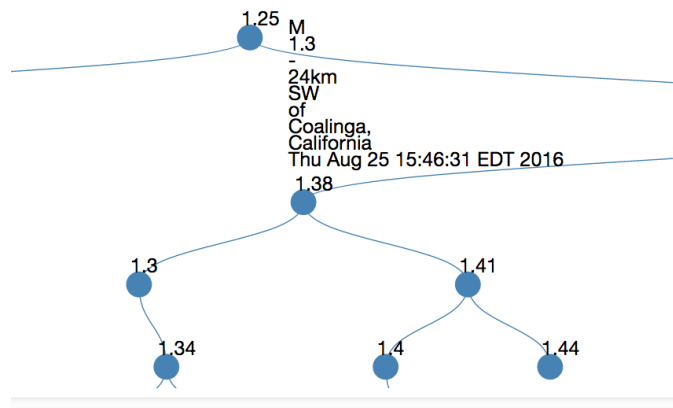 1.25
M
1.3
-
24km
SW
of
Coalinga,
California
Thu Aug 25 15:46:31 EDT 2016
1.38
1.3
1.41
1.34
1.4
1.44